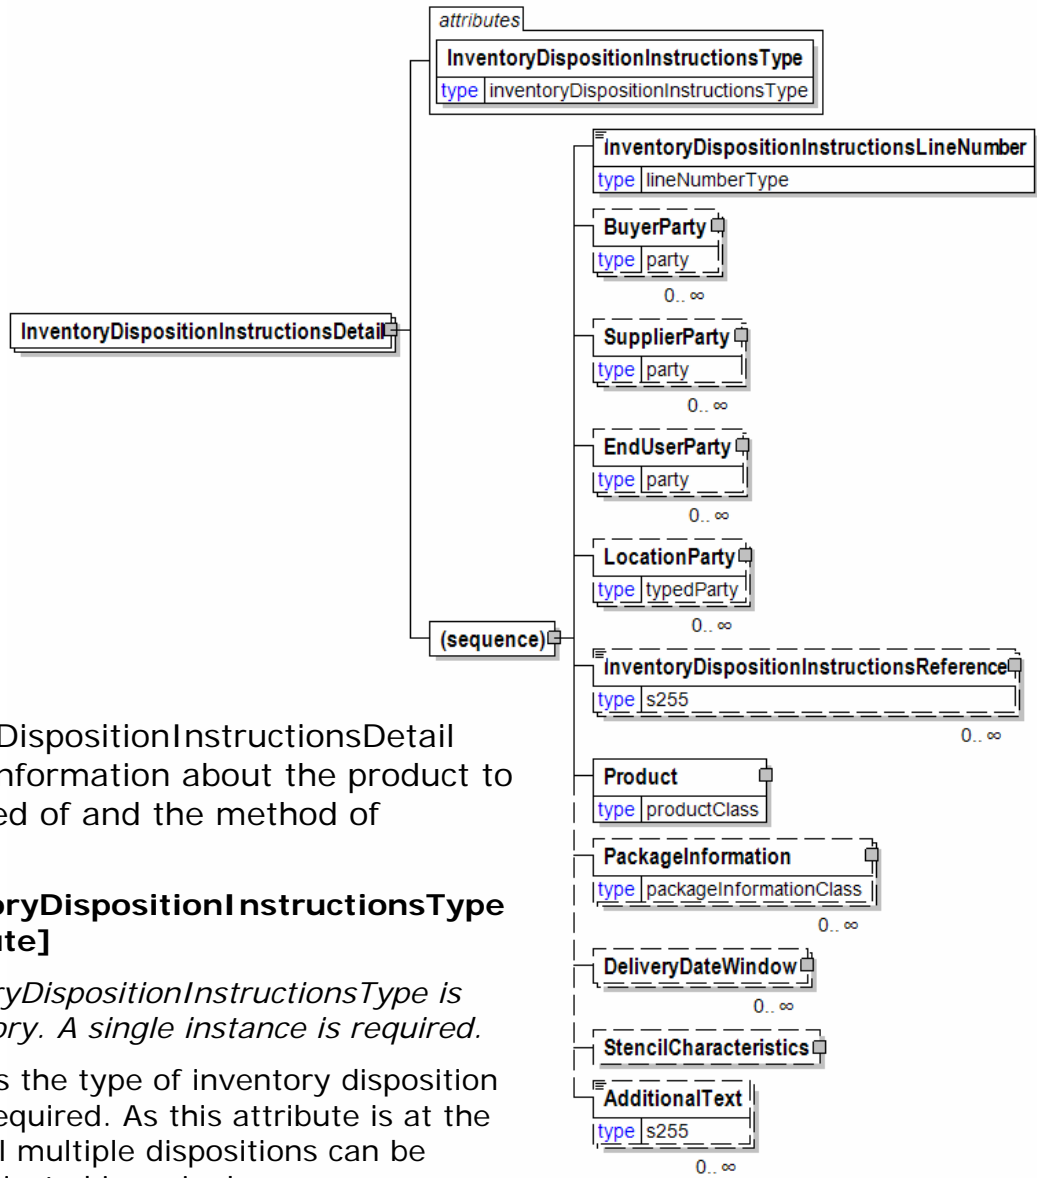 attributes
InventoryDispositionInstructionsType
type inventoryDispositionInstructionsType
InventoryDispositionInstructionsLineNumber
type lineNumberType
BuyerParty
type party
0.. ∞
SupplierParty
type party
0.. ∞
EndUserParty
type party
0.. ∞
LocationParty
type typedParty
0.. ∞
InventoryDispositionInstructionsDetail
(sequence)
InventoryDispositionInstructionsReference
type s255
0.. ∞
Product
type productClass
PackageInformation
type packageInformationClass
0.. ∞
DeliveryDateWindow
0.. ∞
StencilCharacteristics
AdditionalText
type s255
0.. ∞
DispositionInstructionsDetail
nformation about the product to
ed of and the method of
oryDispositionInstructionsType
ute]
ryDispositionInstructionsType is
ory. A single instance is required.
s the type of inventory disposition
equired. As this attribute is at the
l multiple dispositions can be